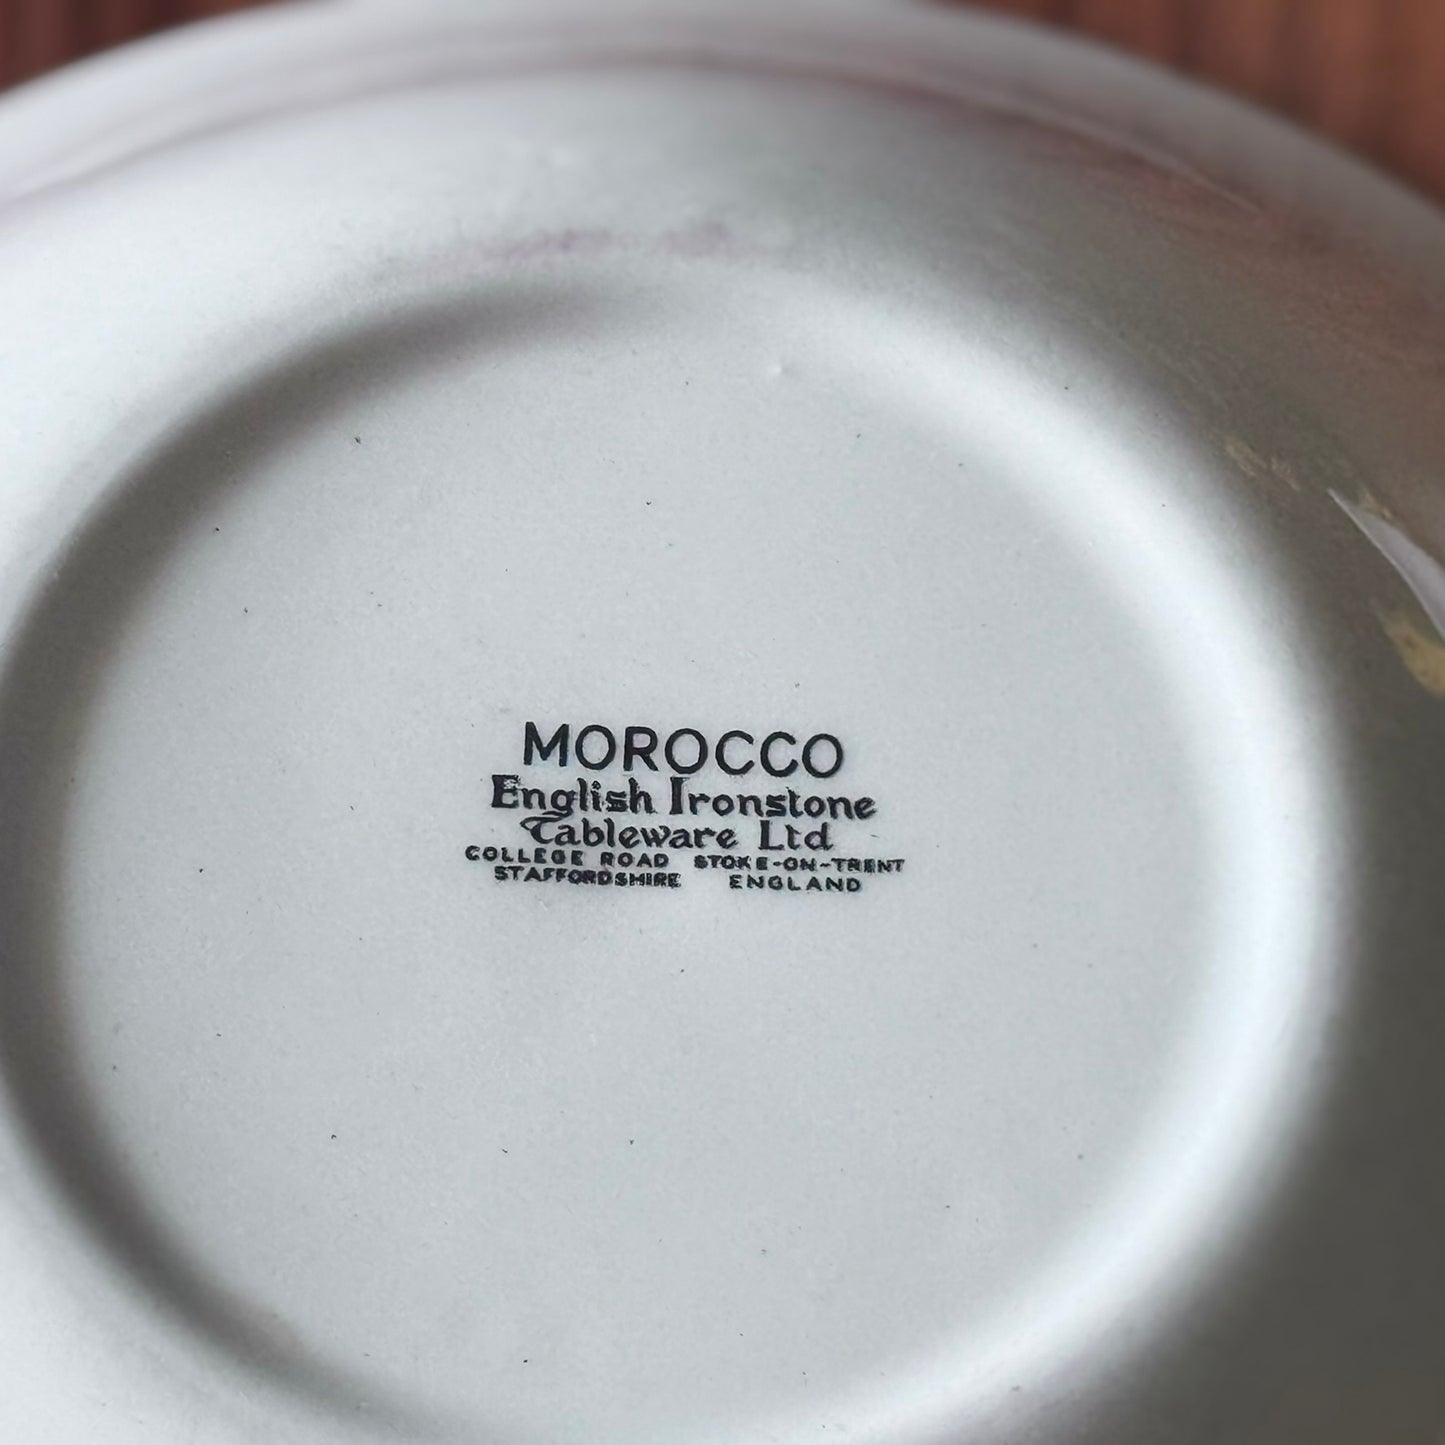 MOROCCO
English Ironstone
Tableware Ltd
COLLEGE ROAD STOKE-ON-TRENT
STAFFORDSHIRE ENGLAND